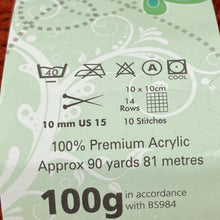 40 A
10 x 10cm
14
Rows
10 mm US 15 10 Stitches
100% Premium Acrylic
Approx 90 yards 81 metres
100g in accordance
with BS984